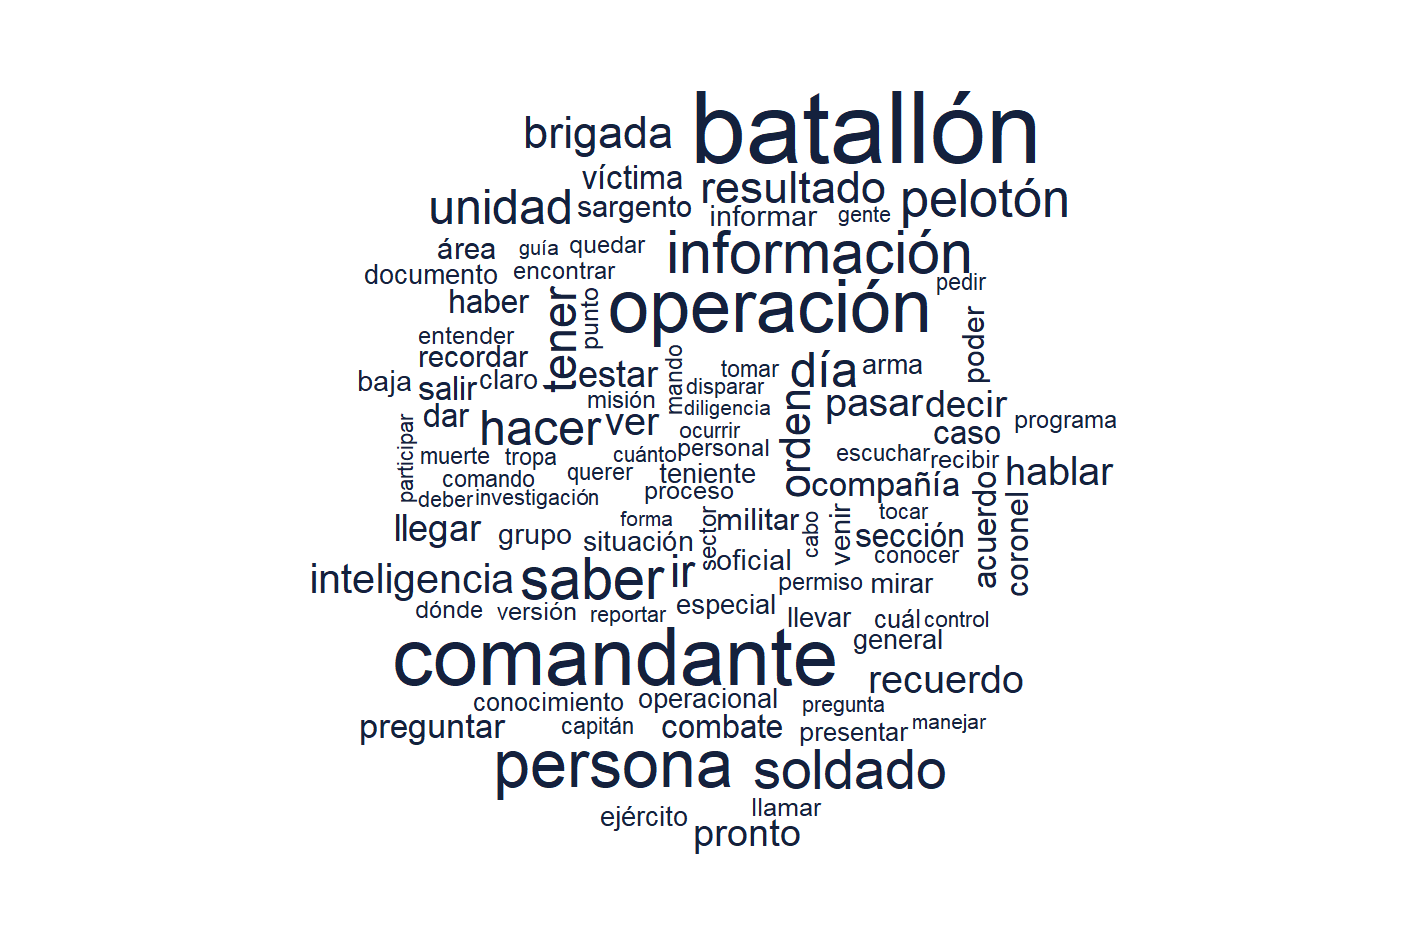 batallón
brigada
víctima
resultado
pelotón
unidad
sargento
informar
gente
información
área
guía
quedar
documento
encontrar
pedir
haber
tener
punto
operación
entender
poder
recordar
mando
tomar
día
arma
baja
salir
claro
estar
disparar
misión
diligencia
pasar
decir
programa
dar
hacer
ver
ocurrir
orden
caso
participar
muerte
tropa
cuánto
personal
escuchar
recibir
hablar
comando
querer
teniente
compañía
deber
investigación
proceso
acuerdo
coronel
llegar
grupo
forma
situación
sector
militar
cabo
venir
tocar
sección
oficial
conocer
inteligencia
saber
ir
permiso
mirar
dónde
versión
reportar
especial
llevar
cuál
control
comandante
general
recuerdo
conocimiento
operacional
pregunta
preguntar
capitán
combate
presentar
manejar
persona
soldado
ejército
llamar
pronto